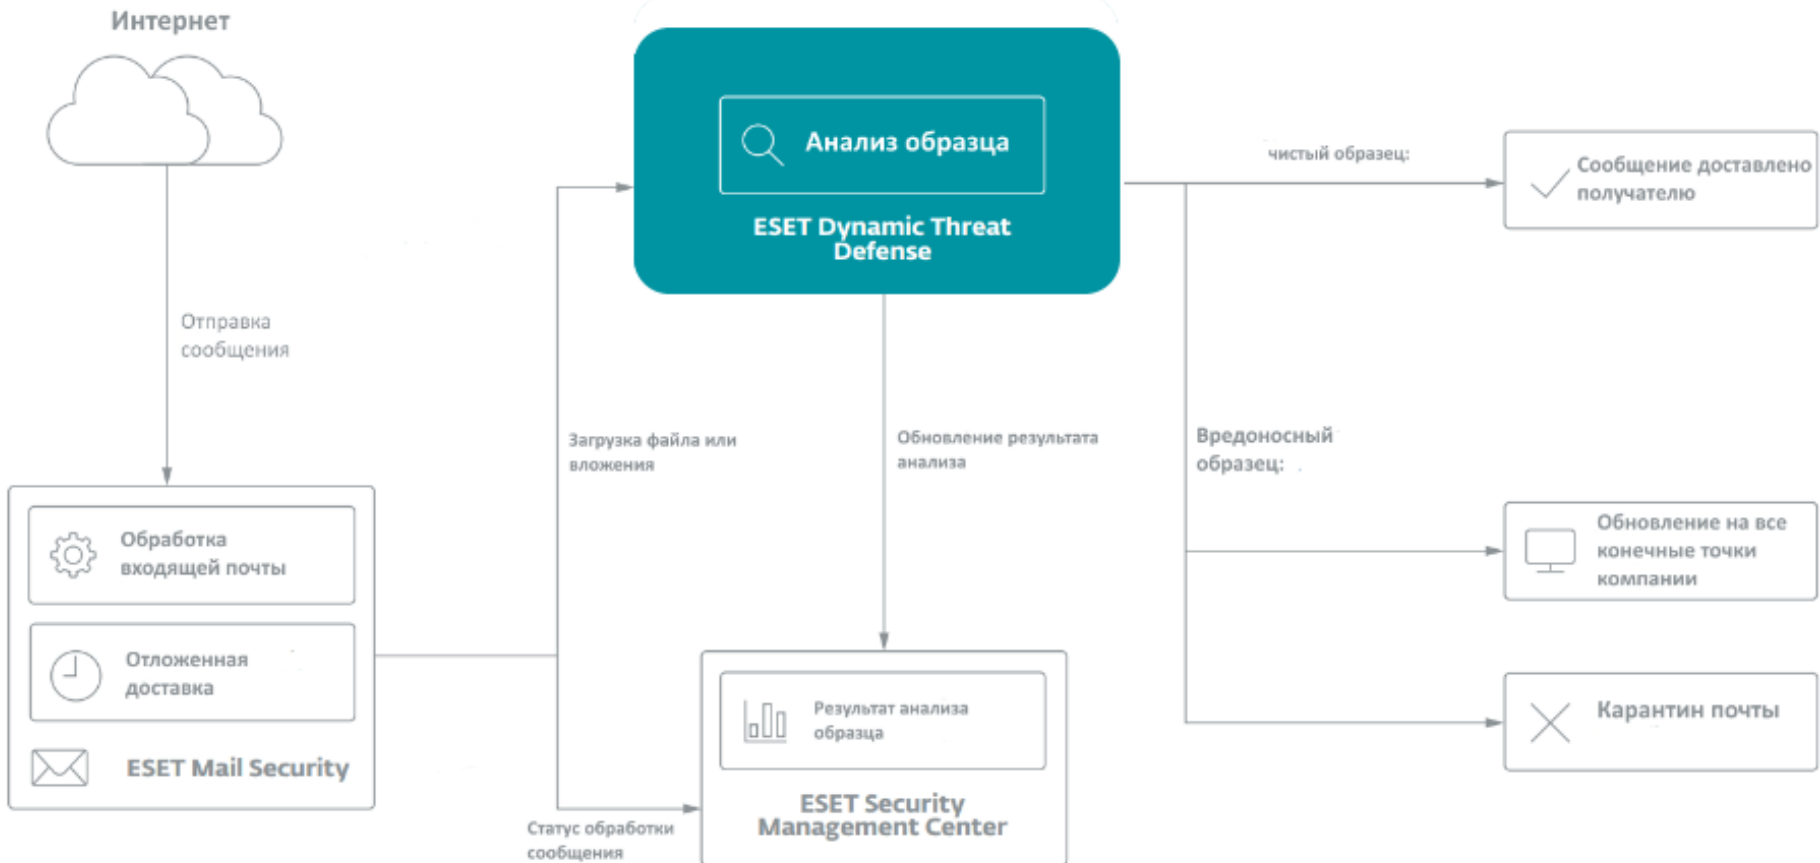 Интернет
Анализ образца
ESET Dynamic Threat
Defense
чистый образец:
Сообщение доставлено
получателю
Отправка
сообщения
Загрузка файла или
вложения
Обновление результата
анализа
Вредоносный
образец:
Обработка
входящей почты
Отложенная
доставка
ESET Mail Security
Обновление на все
конечные точки
компании
Карантин почты
Результат анализа
образца
ESET Security
Management Center
Статус обработки
сообщения